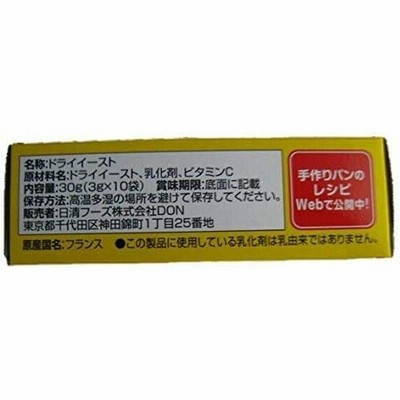 名称:ドライイースト
原材料名:ドライイースト、乳化剤、ビタミンC
内容量:30g(3g×10袋) 賞味期限:底面に記載
保存方法:高温多湿の場所を避けて保存してください。
販売者:日清フーズ株式会社DON
東京都千代田区神田錦町1丁目25番地
原産国名:フランス ●この製品に使用している乳化剤は乳由来ではありません。
手作りパンの
レシピ
Webで公開中!